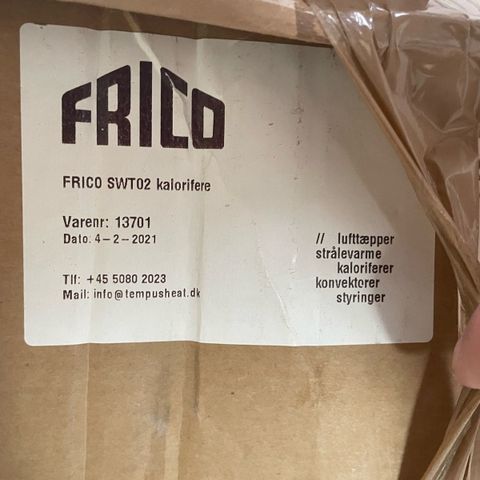 FRICO
FRICO SWT02 kalorifere
Varenr: 13701
Dato: 4-2-2021
Tlf: +45 5080 2023
Mail: info@tempusheat.dk
// lufttæpper
strålevarme
kaloriferer
konvektorer
styringer